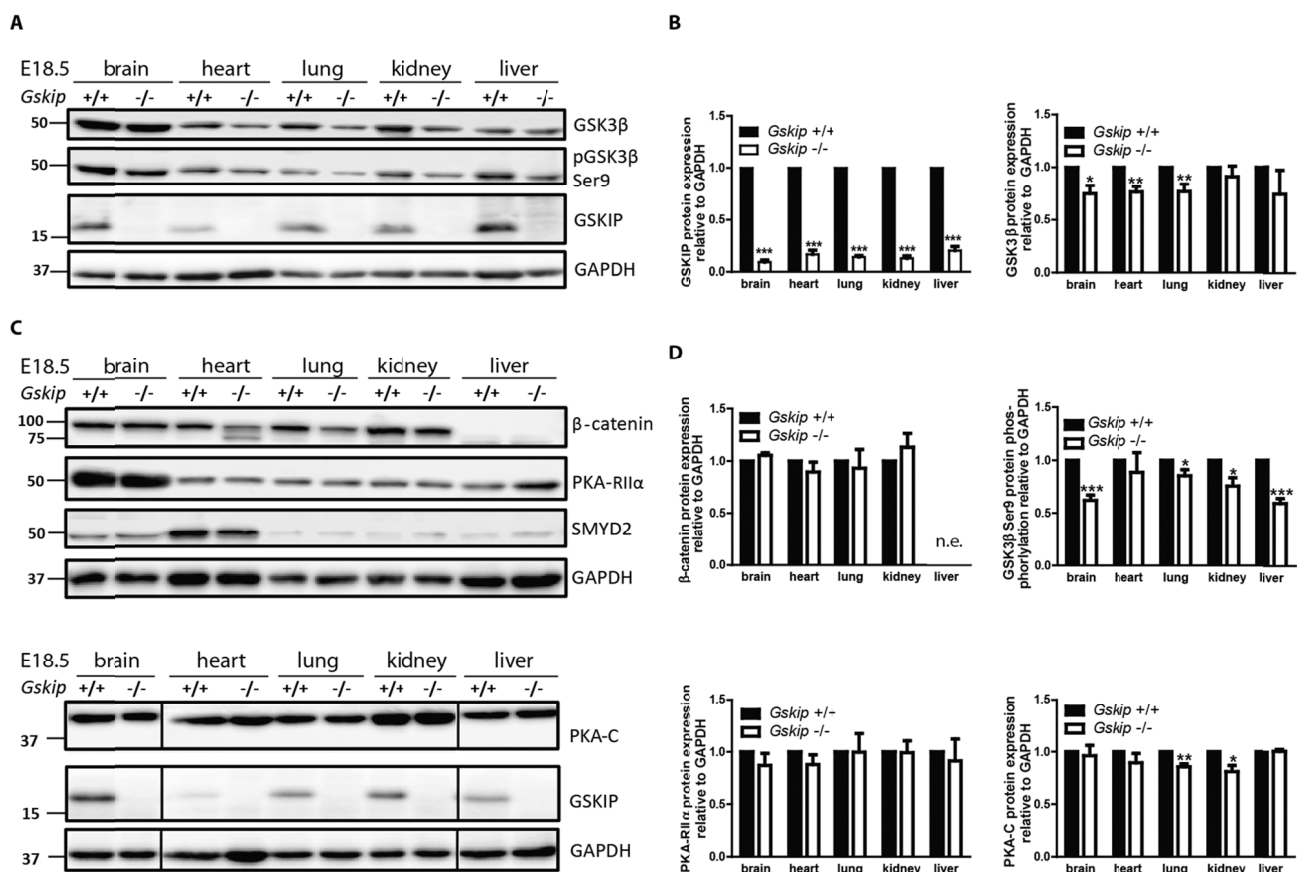 A
E18.5 brain heart lung kidney liver
Gskip +/+ -/- +/+ -/- +/+ -/- +/+ -/- +/+ -/-
50 GSK3β
50 pGSK3β
Ser9
GSKIP
15
37 GAPDH
B
GSKIP protein expression
relative to GAPDH
1.5
1.0
0.5
0.0
Gskip +/+
Gskip -/-
*** *** *** *** ***
brain heart lung kidney liver
GSK3β protein expression
relative to GAPDH
1.5
1.0
0.5
0.0
Gskip +/+
Gskip -/-
* ** **
brain heart lung kidney liver
C
E18.5 brain heart lung kidney liver
Gskip +/+ -/- +/+ -/- +/+ -/- +/+ -/- +/+ -/-
100 β-catenin
75
50 PKA-RIIα
50 SMYD2
37 GAPDH
E18.5 brain heart lung kidney liver
Gskip +/+ -/- +/+ -/- +/+ -/- +/+ -/- +/+ -/-
37 PKA-C
GSKIP
15
37 GAPDH
D
β-catenin protein expression
relative to GAPDH
1.5
1.0
0.5
0.0
Gskip +/+
Gskip -/-
n.e.
brain heart lung kidney liver
GSK3βSer9 protein phos-
phorlylation relative to GAPDH
1.5
1.0
0.5
0.0
Gskip +/+
Gskip -/-
*** * * ***
brain heart lung kidney liver
PKA-RIIα protein expression
relative to GAPDH
1.5
1.0
0.5
0.0
Gskip +/+
Gskip -/-
brain heart lung kidney liver
PKA-C protein expression
relative to GAPDH
1.5
1.0
0.5
0.0
Gskip +/+
Gskip -/-
** *
brain heart lung kidney liver